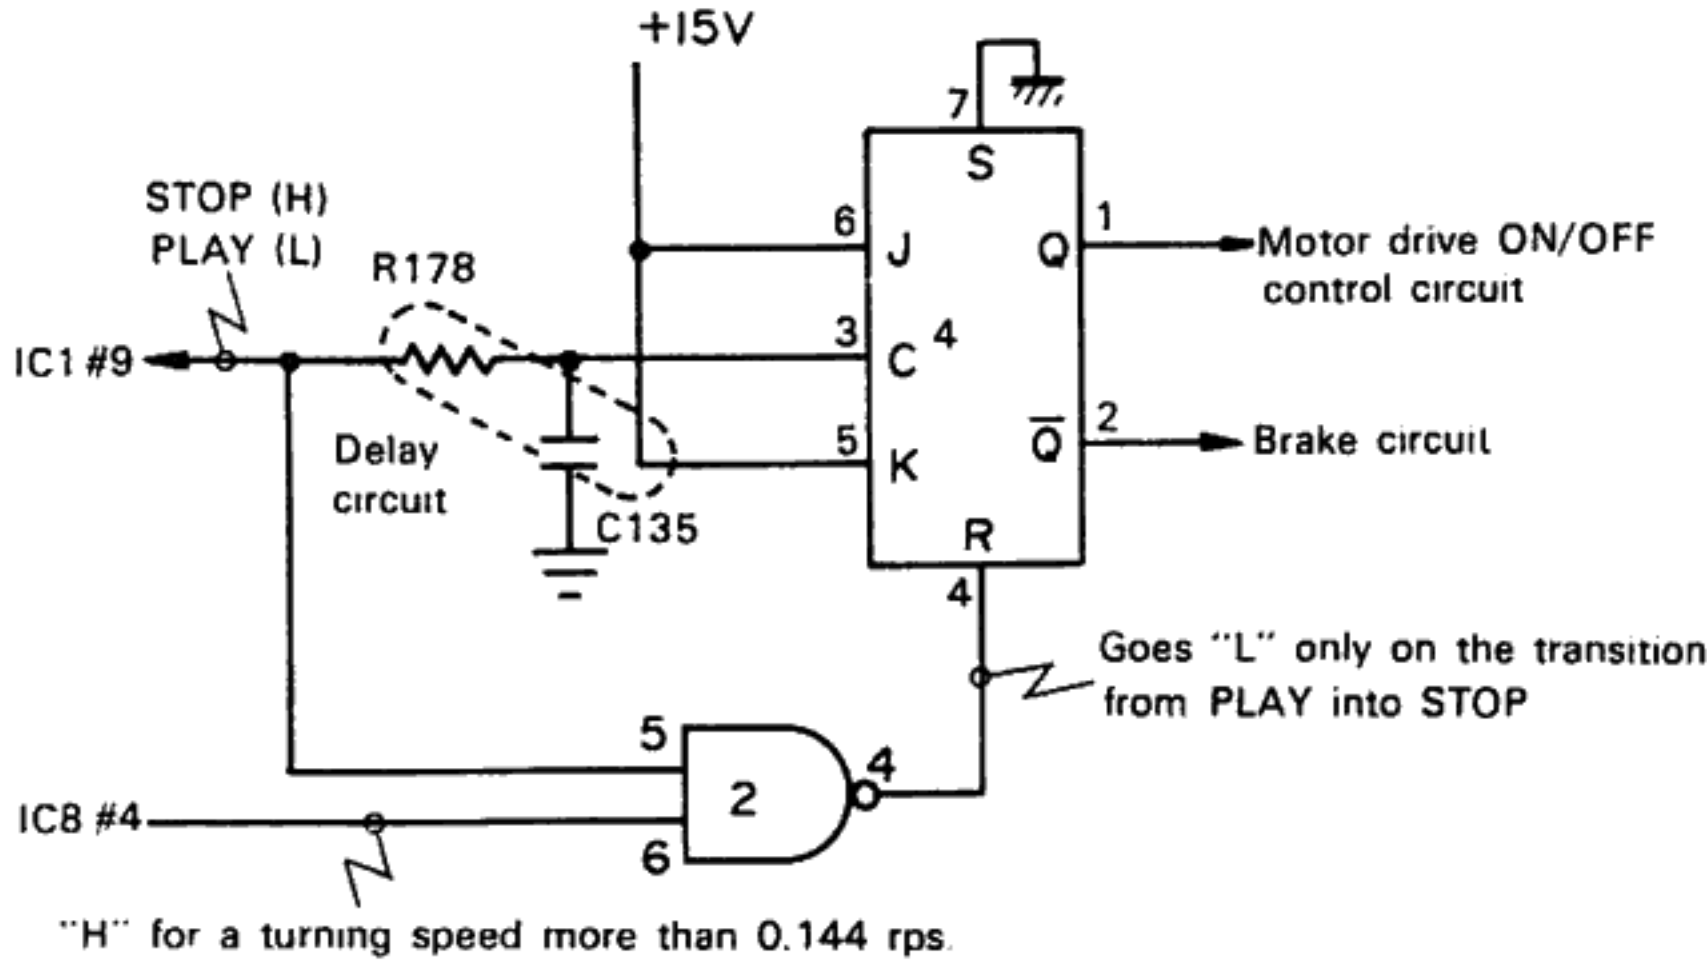 +15V
7
S
STOP (H)
PLAY (L)
R178
6
J
Q
1
Motor drive ON/OFF
control circuit
IC1 #9
3
C
4
Delay
circuit
5
K
Q̅
2
Brake circuit
C135
R
4
Goes "L" only on the transition
from PLAY into STOP
5
2
4
IC8 #4
6
"H" for a turning speed more than 0.144 rps.